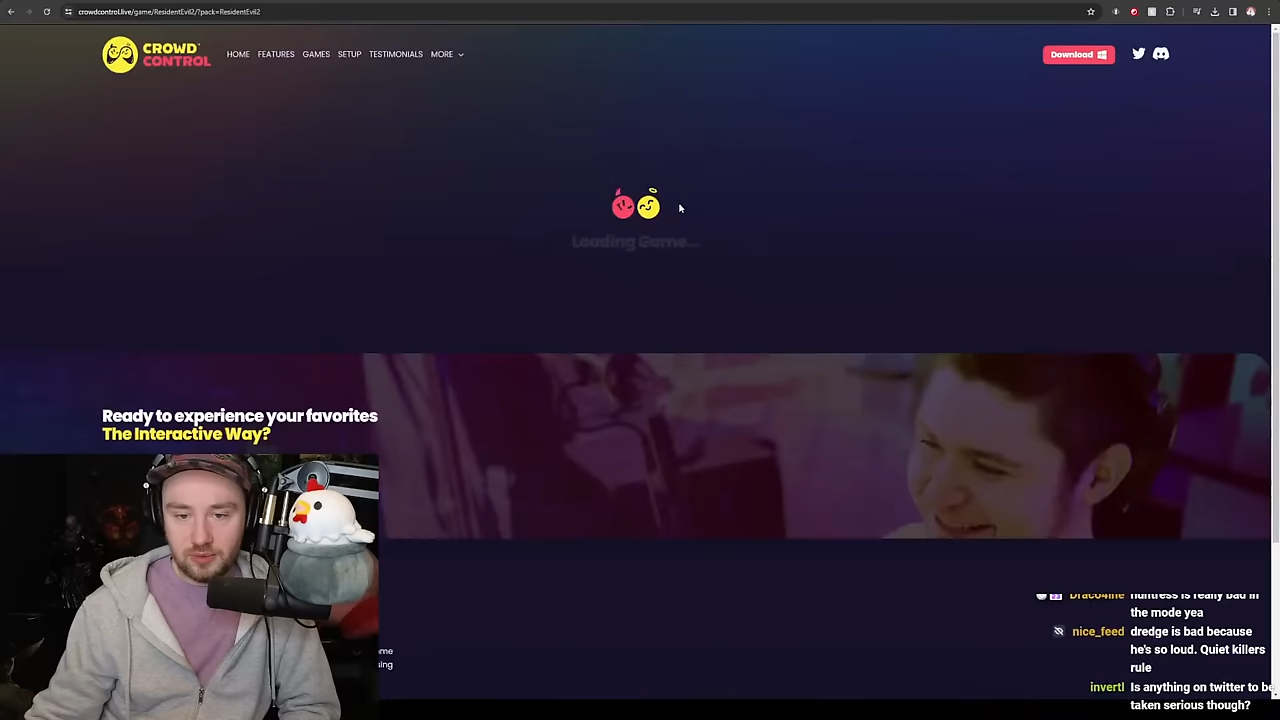 crowdcontrol.live/game/ResidentEvil2/?pack=ResidentEvil2
CROWD
CONTROL
HOME FEATURES GAMES SETUP TESTIMONIALS MORE
Download
Loading Game...
Ready to experience your favorites
The Interactive Way?
Draco4ine huntress is really bad in
the mode yea
nice_feed dredge is bad because
he's so loud. Quiet killers
rule
invertl Is anything on twitter to be
taken serious though?